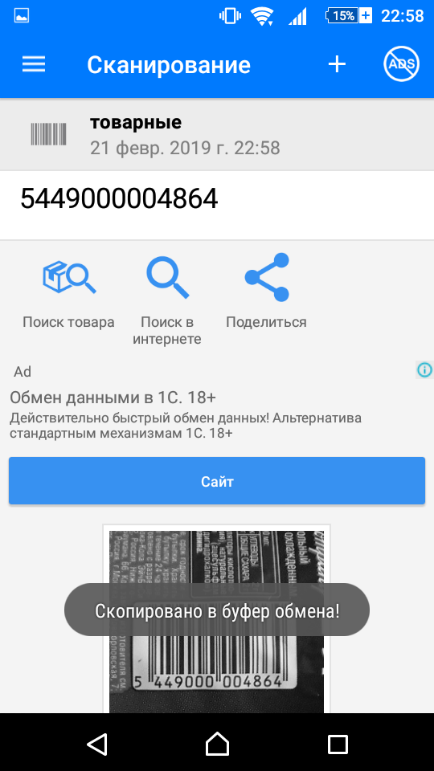 15%
22:58
Сканирование
ADS
товарные
21 февр. 2019 г. 22:58
5449000004864
Поиск товара
Поиск в
интернете
Поделиться
Ad
Обмен данными в 1С. 18+
Действительно быстрый обмен данных! Альтернатива
стандартным механизмам 1С. 18+
Сайт
Скопировано в буфер обмена!
5 449000 004864